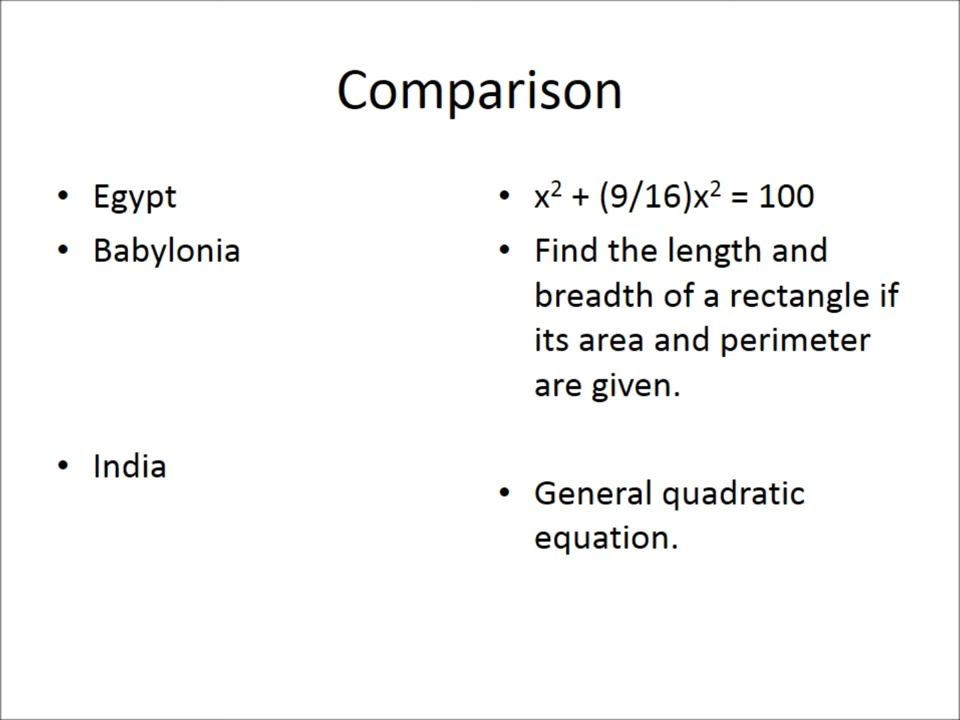 Comparison
• Egypt
• Babylonia
• India
• x² + (9/16)x² = 100
• Find the length and
breadth of a rectangle if
its area and perimeter
are given.
• General quadratic
equation.